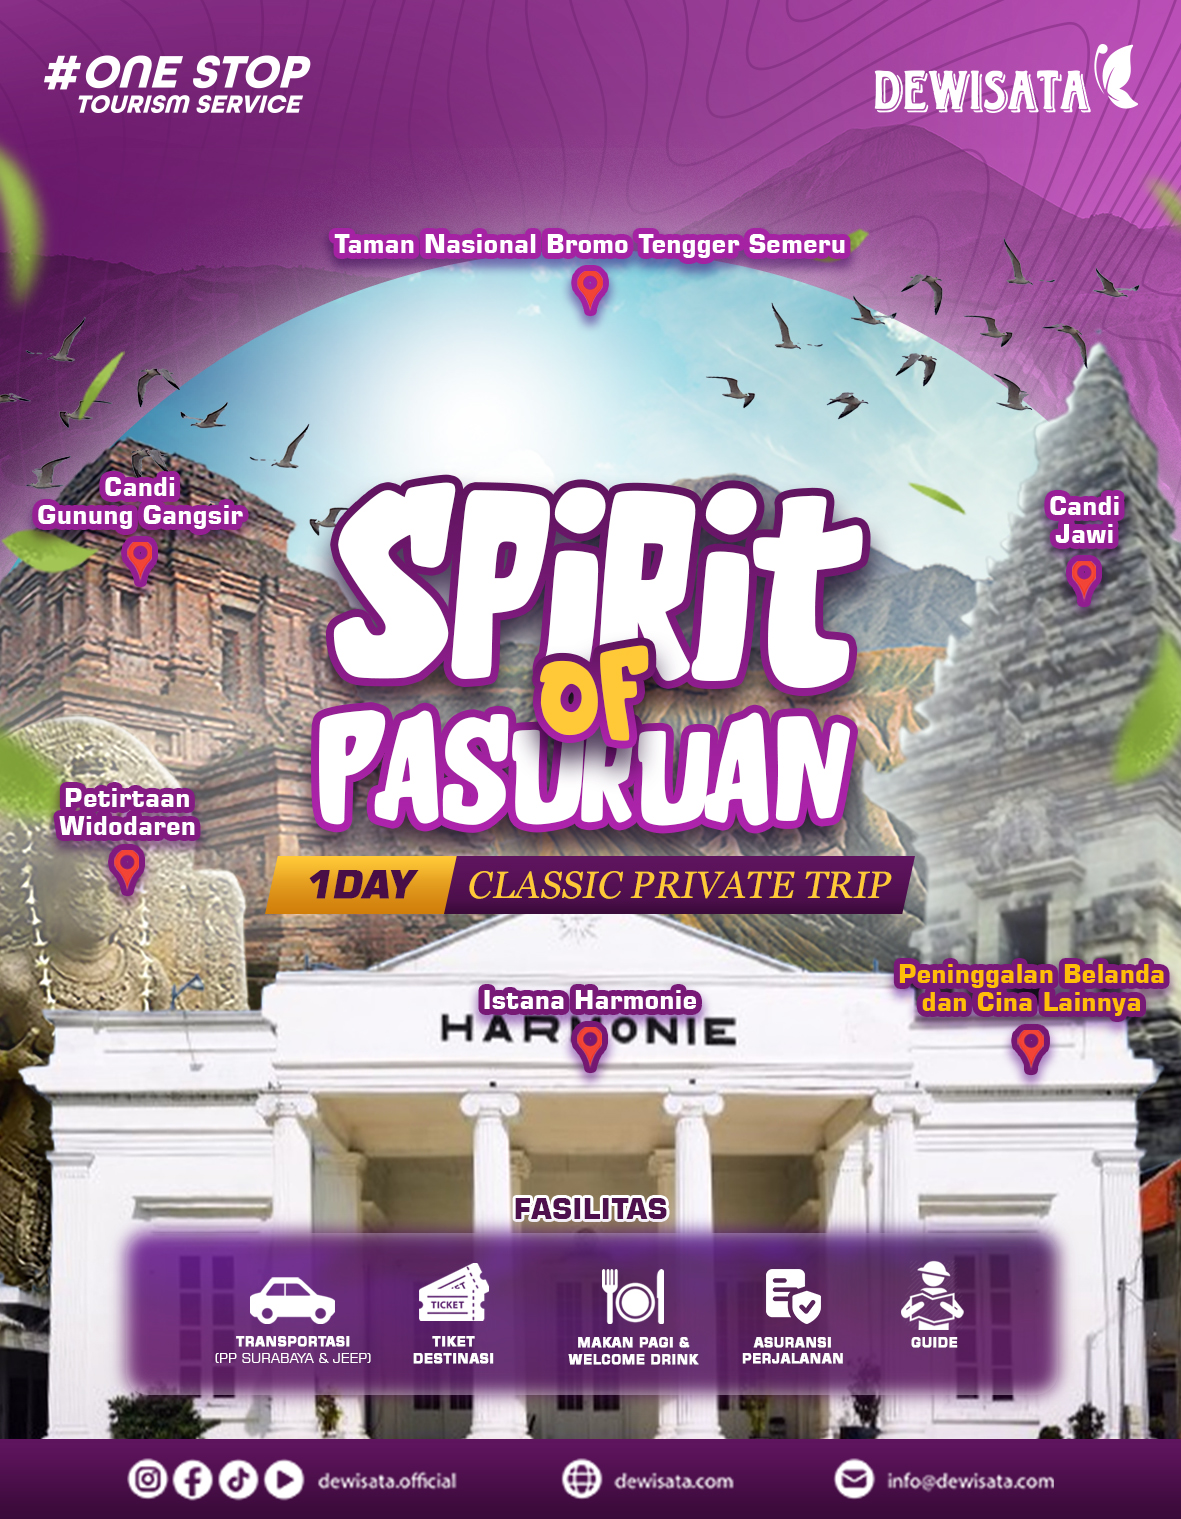 #ONE STOP
TOURISM SERVICE
DEWISATA
Taman Nasional Bromo Tengger Semeru
Candi
Gunung Gangsir
Candi
Jawi
SPiRit
OF
PASURUAN
Petirtaan
Widodaren
1DAY CLASSIC PRIVATE TRIP
Peninggalan Belanda
dan Cina Lainnya
Istana Harmonie
HARMONIE
FASILITAS
TICKET
TRANSPORTASI
(PP SURABAYA & JEEP)
TIKET
DESTINASI
MAKAN PAGI &
WELCOME DRINK
ASURANSI
PERJALANAN
GUIDE
dewisata.official
dewisata.com
info@dewisata.com